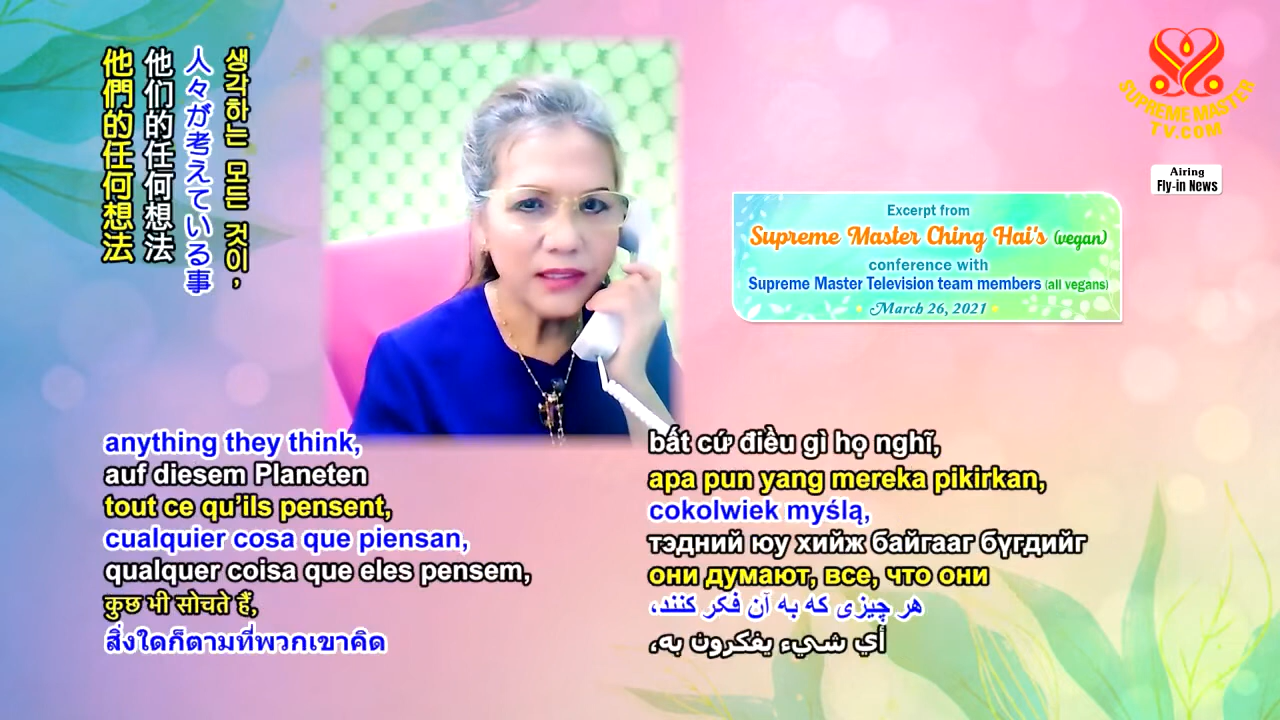 생각하는 모든 것이,
人々が考えている事
他们的任何想法
他們的任何想法
SUPREME MASTER
TV.COM
Airing
Fly-in News
Excerpt from
Supreme Master Ching Hai's (vegan)
conference with
Supreme Master Television team members (all vegans)
March 26, 2021
anything they think,
auf diesem Planeten
tout ce qu'ils pensent,
cualquier cosa que piensan,
qualquer coisa que eles pensem,
कुछ भी सोचते हैं,
สิ่งใดก็ตามที่พวกเขาคิด
bất cứ điều gì họ nghĩ,
apa pun yang mereka pikirkan,
cokolwiek myślą,
тэдний юу хийж байгааг бүгдийг
они думают, все, что они
هر چیزی که به آن فکر کنند،
أي شيء يفكرون به،